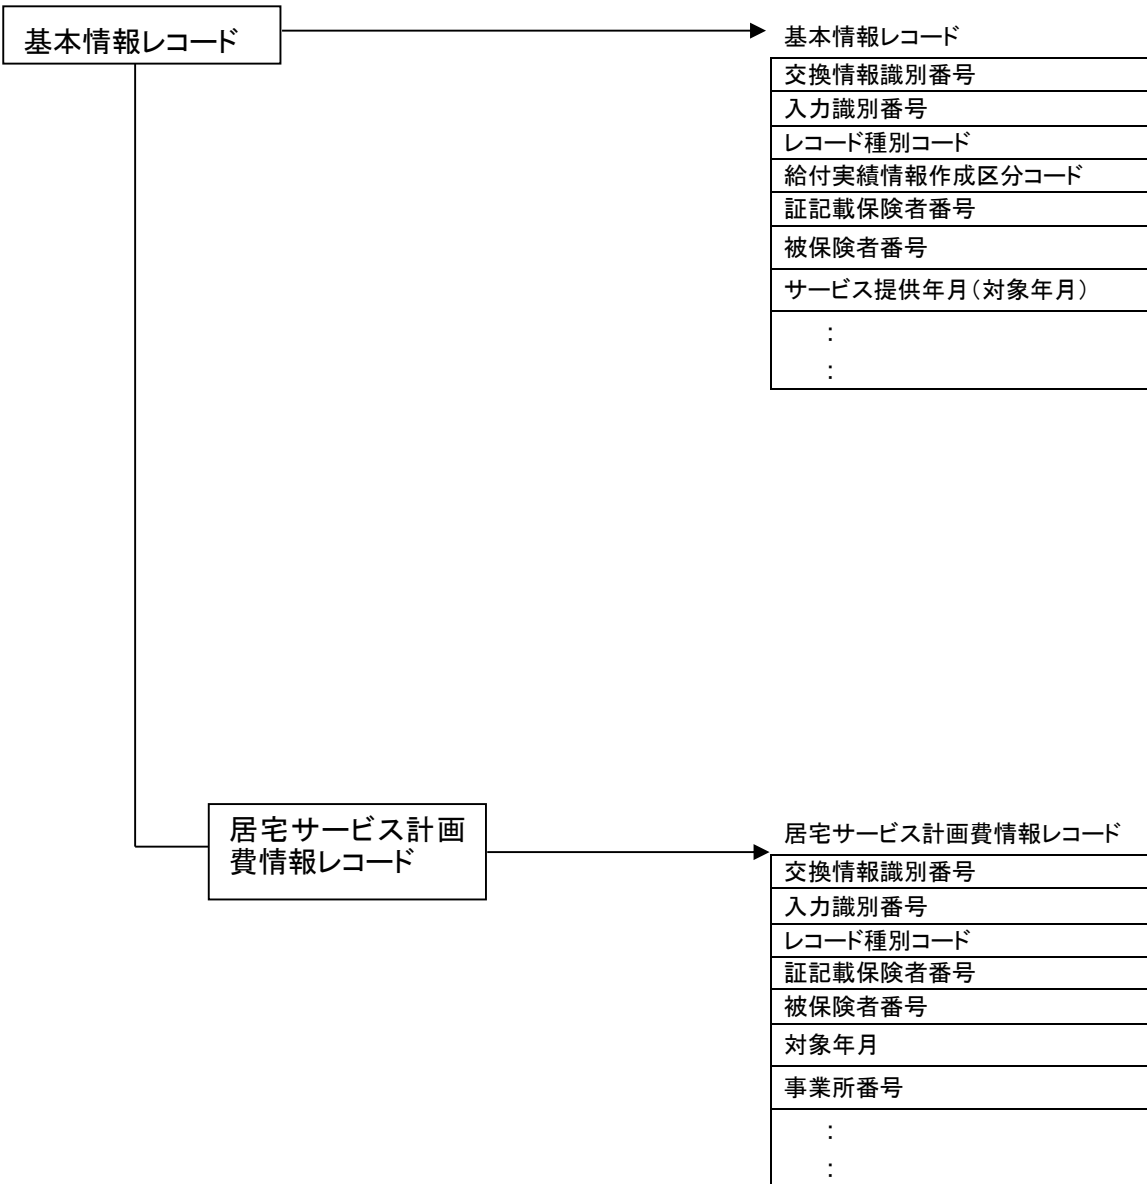 基本情報レコード
基本情報レコード
交換情報識別番号
入力識別番号
レコード種別コード
給付実績情報作成区分コード
証記載保険者番号
被保険者番号
サービス提供年月（対象年月）
：
：
居宅サービス計画
費情報レコード
居宅サービス計画費情報レコード
交換情報識別番号
入力識別番号
レコード種別コード
証記載保険者番号
被保険者番号
対象年月
事業所番号
：
：